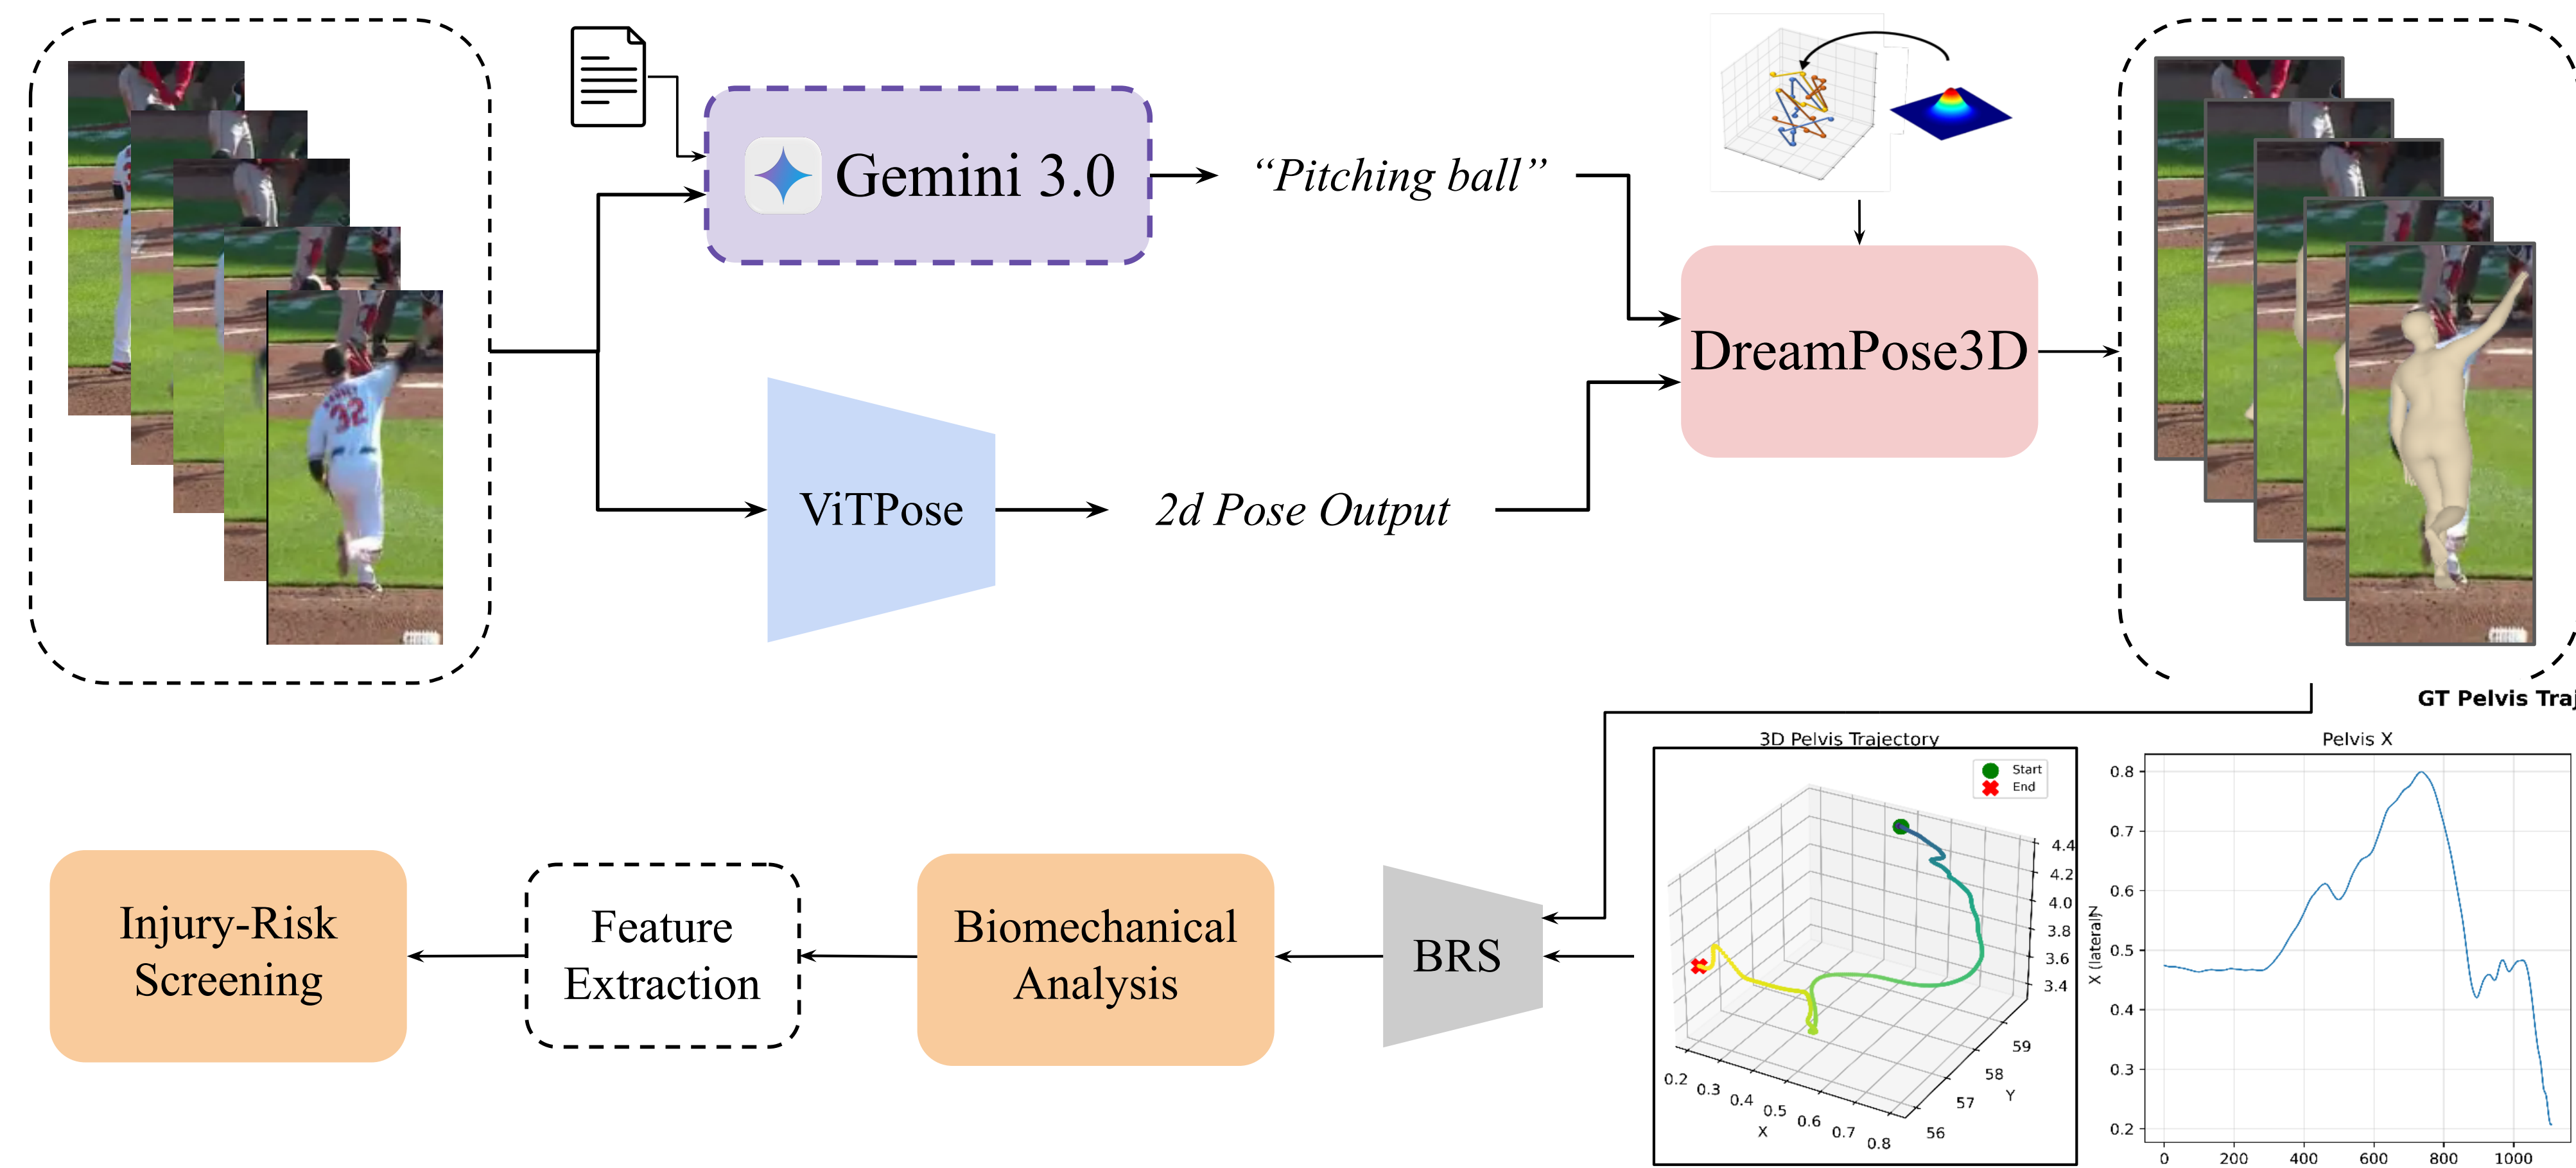 Gemini 3.0
“Pitching ball”
DreamPose3D
32
ViTPose
2d Pose Output
GT Pelvis Traj
3D Pelvis Trajectory
Start
End
4.4
4.2
4.0
3.8
3.6
3.4
Z
59
58
57
56
Y
0.2
0.3
0.4
0.5
0.6
0.7
0.8
X
Pelvis X
0.8
0.7
0.6
0.5
0.4
0.3
0.2
X (lateral)
0
200
400
600
800
1000
BRS
Biomechanical
Analysis
Feature
Extraction
Injury-Risk
Screening